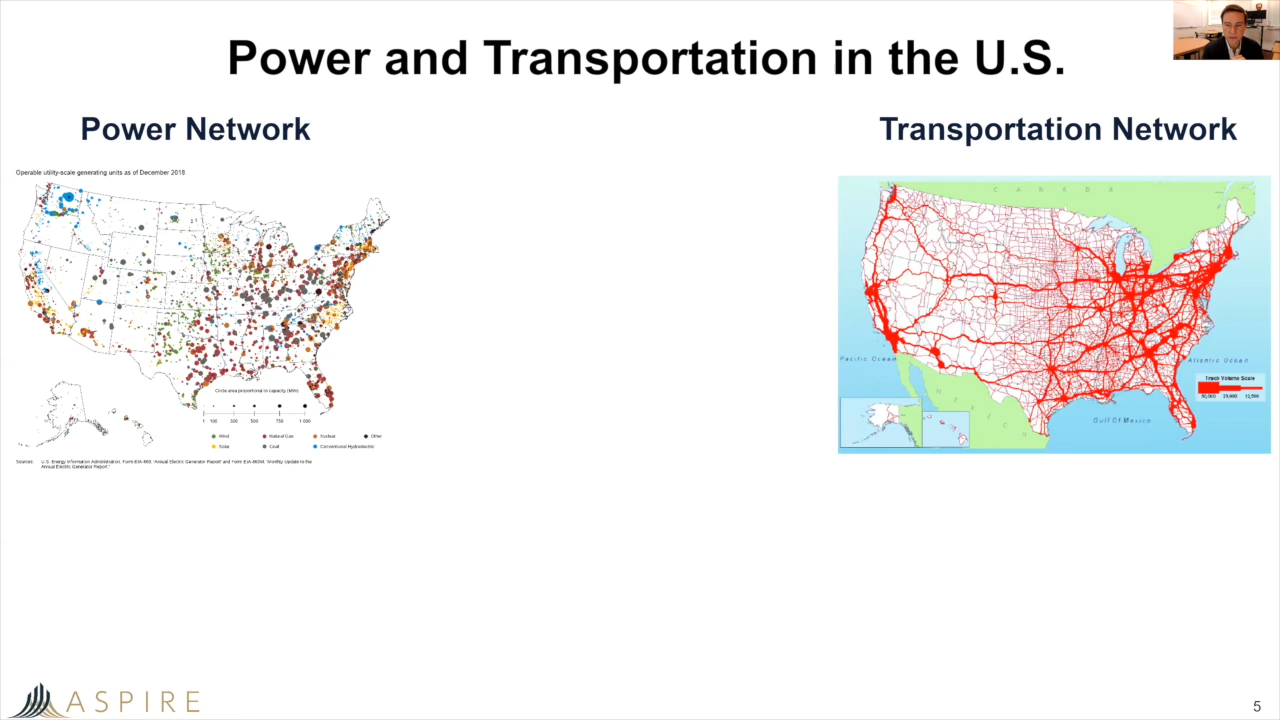 Power and Transportation in the U.S.
Power Network
Transportation Network
Operable utility-scale generating units as of December 2018
Circle area proportional to capacity (MW)
1 100 300 500 750 1 000
Wind Natural Gas Nuclear Other
Solar Coal Conventional Hydroelectric
Sources: U.S. Energy Information Administration, Form EIA-860, 'Annual Electric Generator Report' and Form EIA-860M, 'Monthly Update to the
Annual Electric Generator Report.'
CANADA
Pacific Ocean
Atlantic Ocean
MEXICO
Gulf Of Mexico
Truck Volume Scale
50,000 25,000 12,500
ASPIRE
5